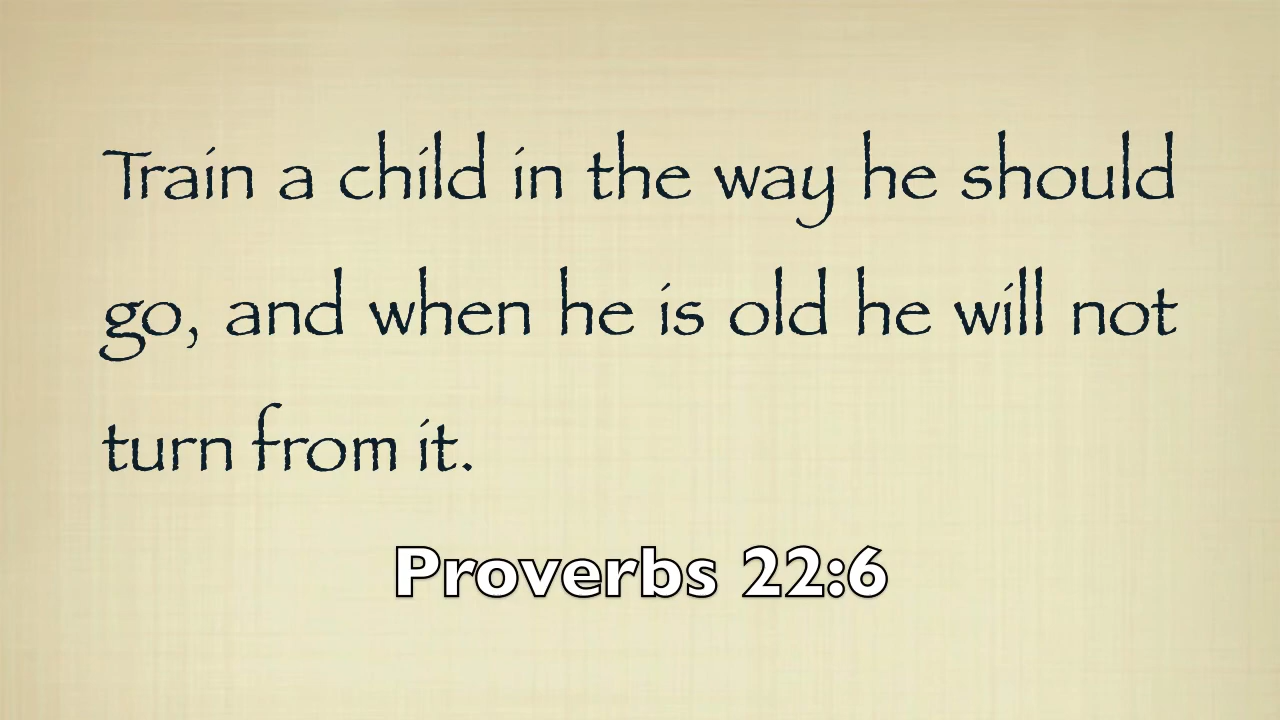 Train a child in the way he should
go, and when he is old he will not
turn from it.
Proverbs 22:6